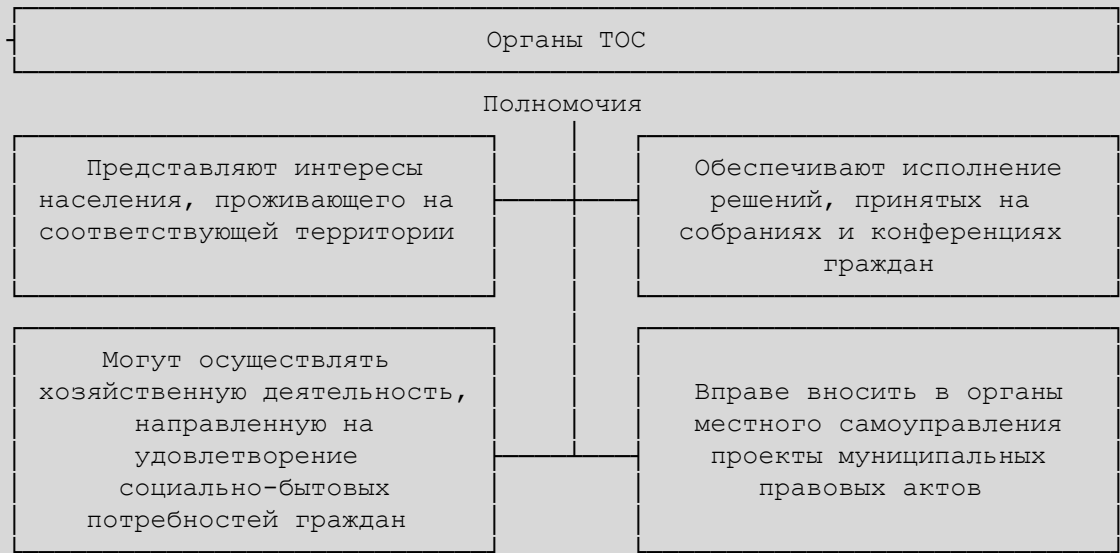 Органы ТОС
Полномочия
Представляют интересы
населения, проживающего на
соответствующей территории
Обеспечивают исполнение
решений, принятых на
собраниях и конференциях
граждан
Могут осуществлять
хозяйственную деятельность,
направленную на
удовлетворение
социально-бытовых
потребностей граждан
Вправе вносить в органы
местного самоуправления
проекты муниципальных
правовых актов